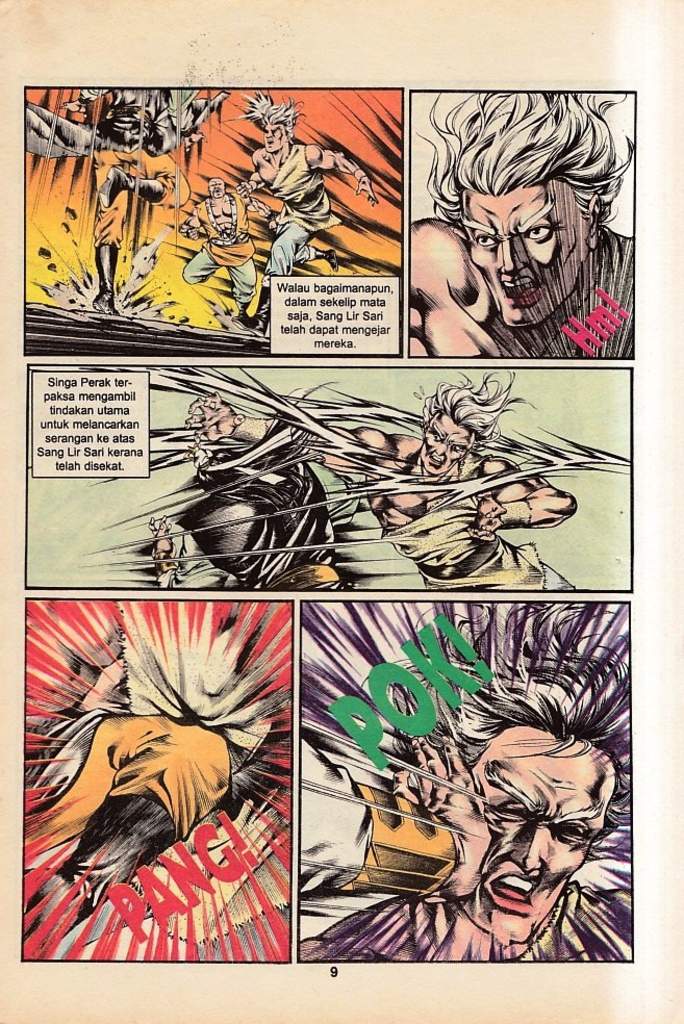 Walau bagaimanapun,
dalam sekelip mata
saja, Sang Lir Sari
telah dapat mengejar
mereka.
Hm!
Singa Perak ter-
paksa mengambil
tindakan utama
untuk melancarkan
serangan ke atas
Sang Lir Sari kerana
telah disekat.
PANG!
POK!
9